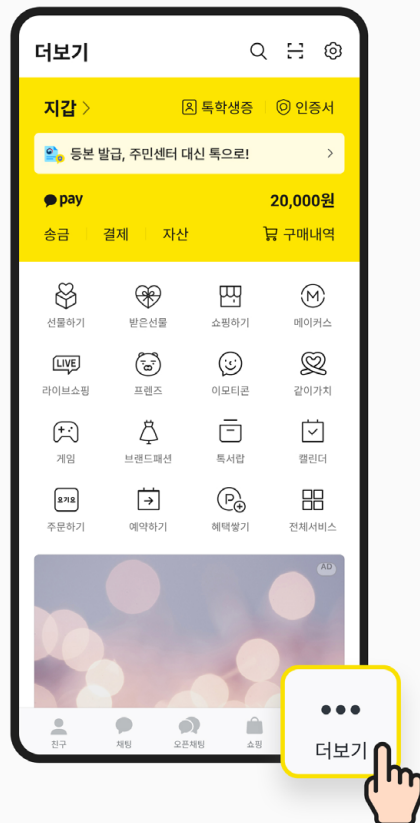 더보기
지갑 톡학생증 인증서
등본 발급, 주민센터 대신 톡으로!
pay 20,000원
송금 결제 자산 구매내역
선물하기 받은선물 쇼핑하기 메이커스
LIVE
라이브쇼핑 프렌즈 이모티콘 같이가치
게임 브랜드패션 톡서랍 캘린더
요기요
주문하기 예약하기 혜택쌓기 전체서비스
AD
친구 채팅 오픈채팅 쇼핑 더보기